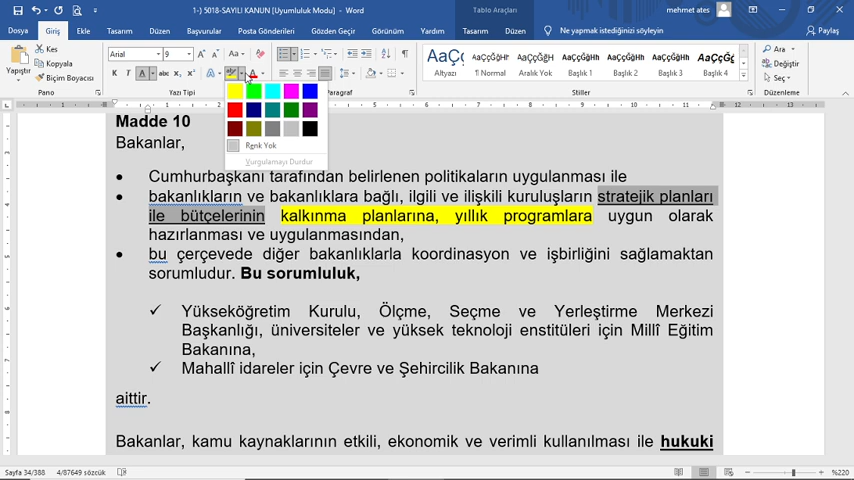 1-) 5018-SAYILI KANUN [Uyumluluk Modu] - Word
Tablo Araçları
mehmet ates
Dosya Giriş Ekle Tasarım Düzen Başvurular Posta Gönderileri Gözden Geçir Görünüm Geliştirici Yardım Tasarım Düzen Ne yapmak istediğinizi söyleyin Paylaş
Yapıştır
Kes
Kopyala
Biçim Boyacısı
Arial 9
Altyazı ¶ Normal Aralık Yok Başlık 1 Başlık 2 Başlık 3 Başlık 4
Ara
Değiştir
Seç
Pano Yazı Tipi Paragraf Stiller Düzenleme
Renk Yok
Vurgulamayı Durdur
Madde 10
Bakanlar,
• Cumhurbaşkanı tarafından belirlenen politikaların uygulanması ile
• bakanlıkların ve bakanlıklara bağlı, ilgili ve ilişkili kuruluşların stratejik planları
ile bütçelerinin kalkınma planlarına, yıllık programlara uygun olarak
hazırlanması ve uygulanmasından,
• bu çerçevede diğer bakanlıklarla koordinasyon ve işbirliğini sağlamaktan
sorumludur. Bu sorumluluk,
✓ Yükseköğretim Kurulu, Ölçme, Seçme ve Yerleştirme Merkezi
Başkanlığı, üniversiteler ve yüksek teknoloji enstitüleri için Millî Eğitim
Bakanına,
✓ Mahallî idareler için Çevre ve Şehircilik Bakanına
aittir.
Bakanlar, kamu kaynaklarının etkili, ekonomik ve verimli kullanılması ile hukuki
Sayfa 34/388 4/87649 sözcük %220